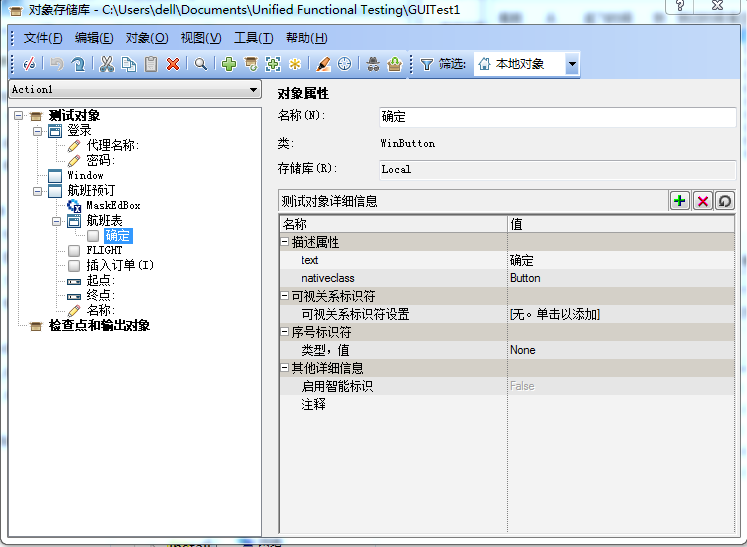 对象存储库 - C:\Users\dell\Documents\Unified Functional Testing\GUITest1
文件(F) 编辑(E) 对象(O) 视图(V) 工具(T) 帮助(H)
筛选: 本地对象
Action1
测试对象
登录
代理名称:
密码:
Window
航班预订
MaskEdBox
航班表
确定
FLIGHT
插入订单(I)
起点:
终点:
名称:
检查点和输出对象
对象属性
名称(N): 确定
类: WinButton
存储库(R): Local
测试对象详细信息
名称 值
描述属性
text 确定
nativeclass Button
可视关系标识符
可视关系标识符设置 [无。单击以添加]
序号标识符
类型，值 None
其他详细信息
启用智能标识 False
注释